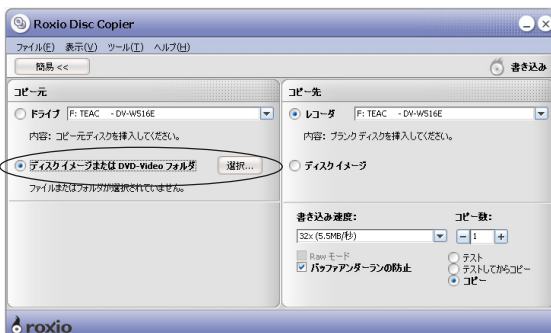 Roxio Disc Copier
ファイル(F) 表示(V) ツール(T) ヘルプ(H)
簡易 <<
書き込み
コピー元
ドライブ F: TEAC - DV-W516E
内容: コピー元ディスクを挿入してください。
ディスクイメージまたは DVD-Video フォルダ 選択...
ファイルまたはフォルダが選択されていません。
コピー先
レコーダ F: TEAC - DV-W516E
内容: ブランク ディスクを挿入してください。
ディスクイメージ
書き込み速度: コピー数:
32x (5.5MB/秒) 1
Raw モード
バッファアンダーランの防止
テスト
テストしてからコピー
コピー
roxio